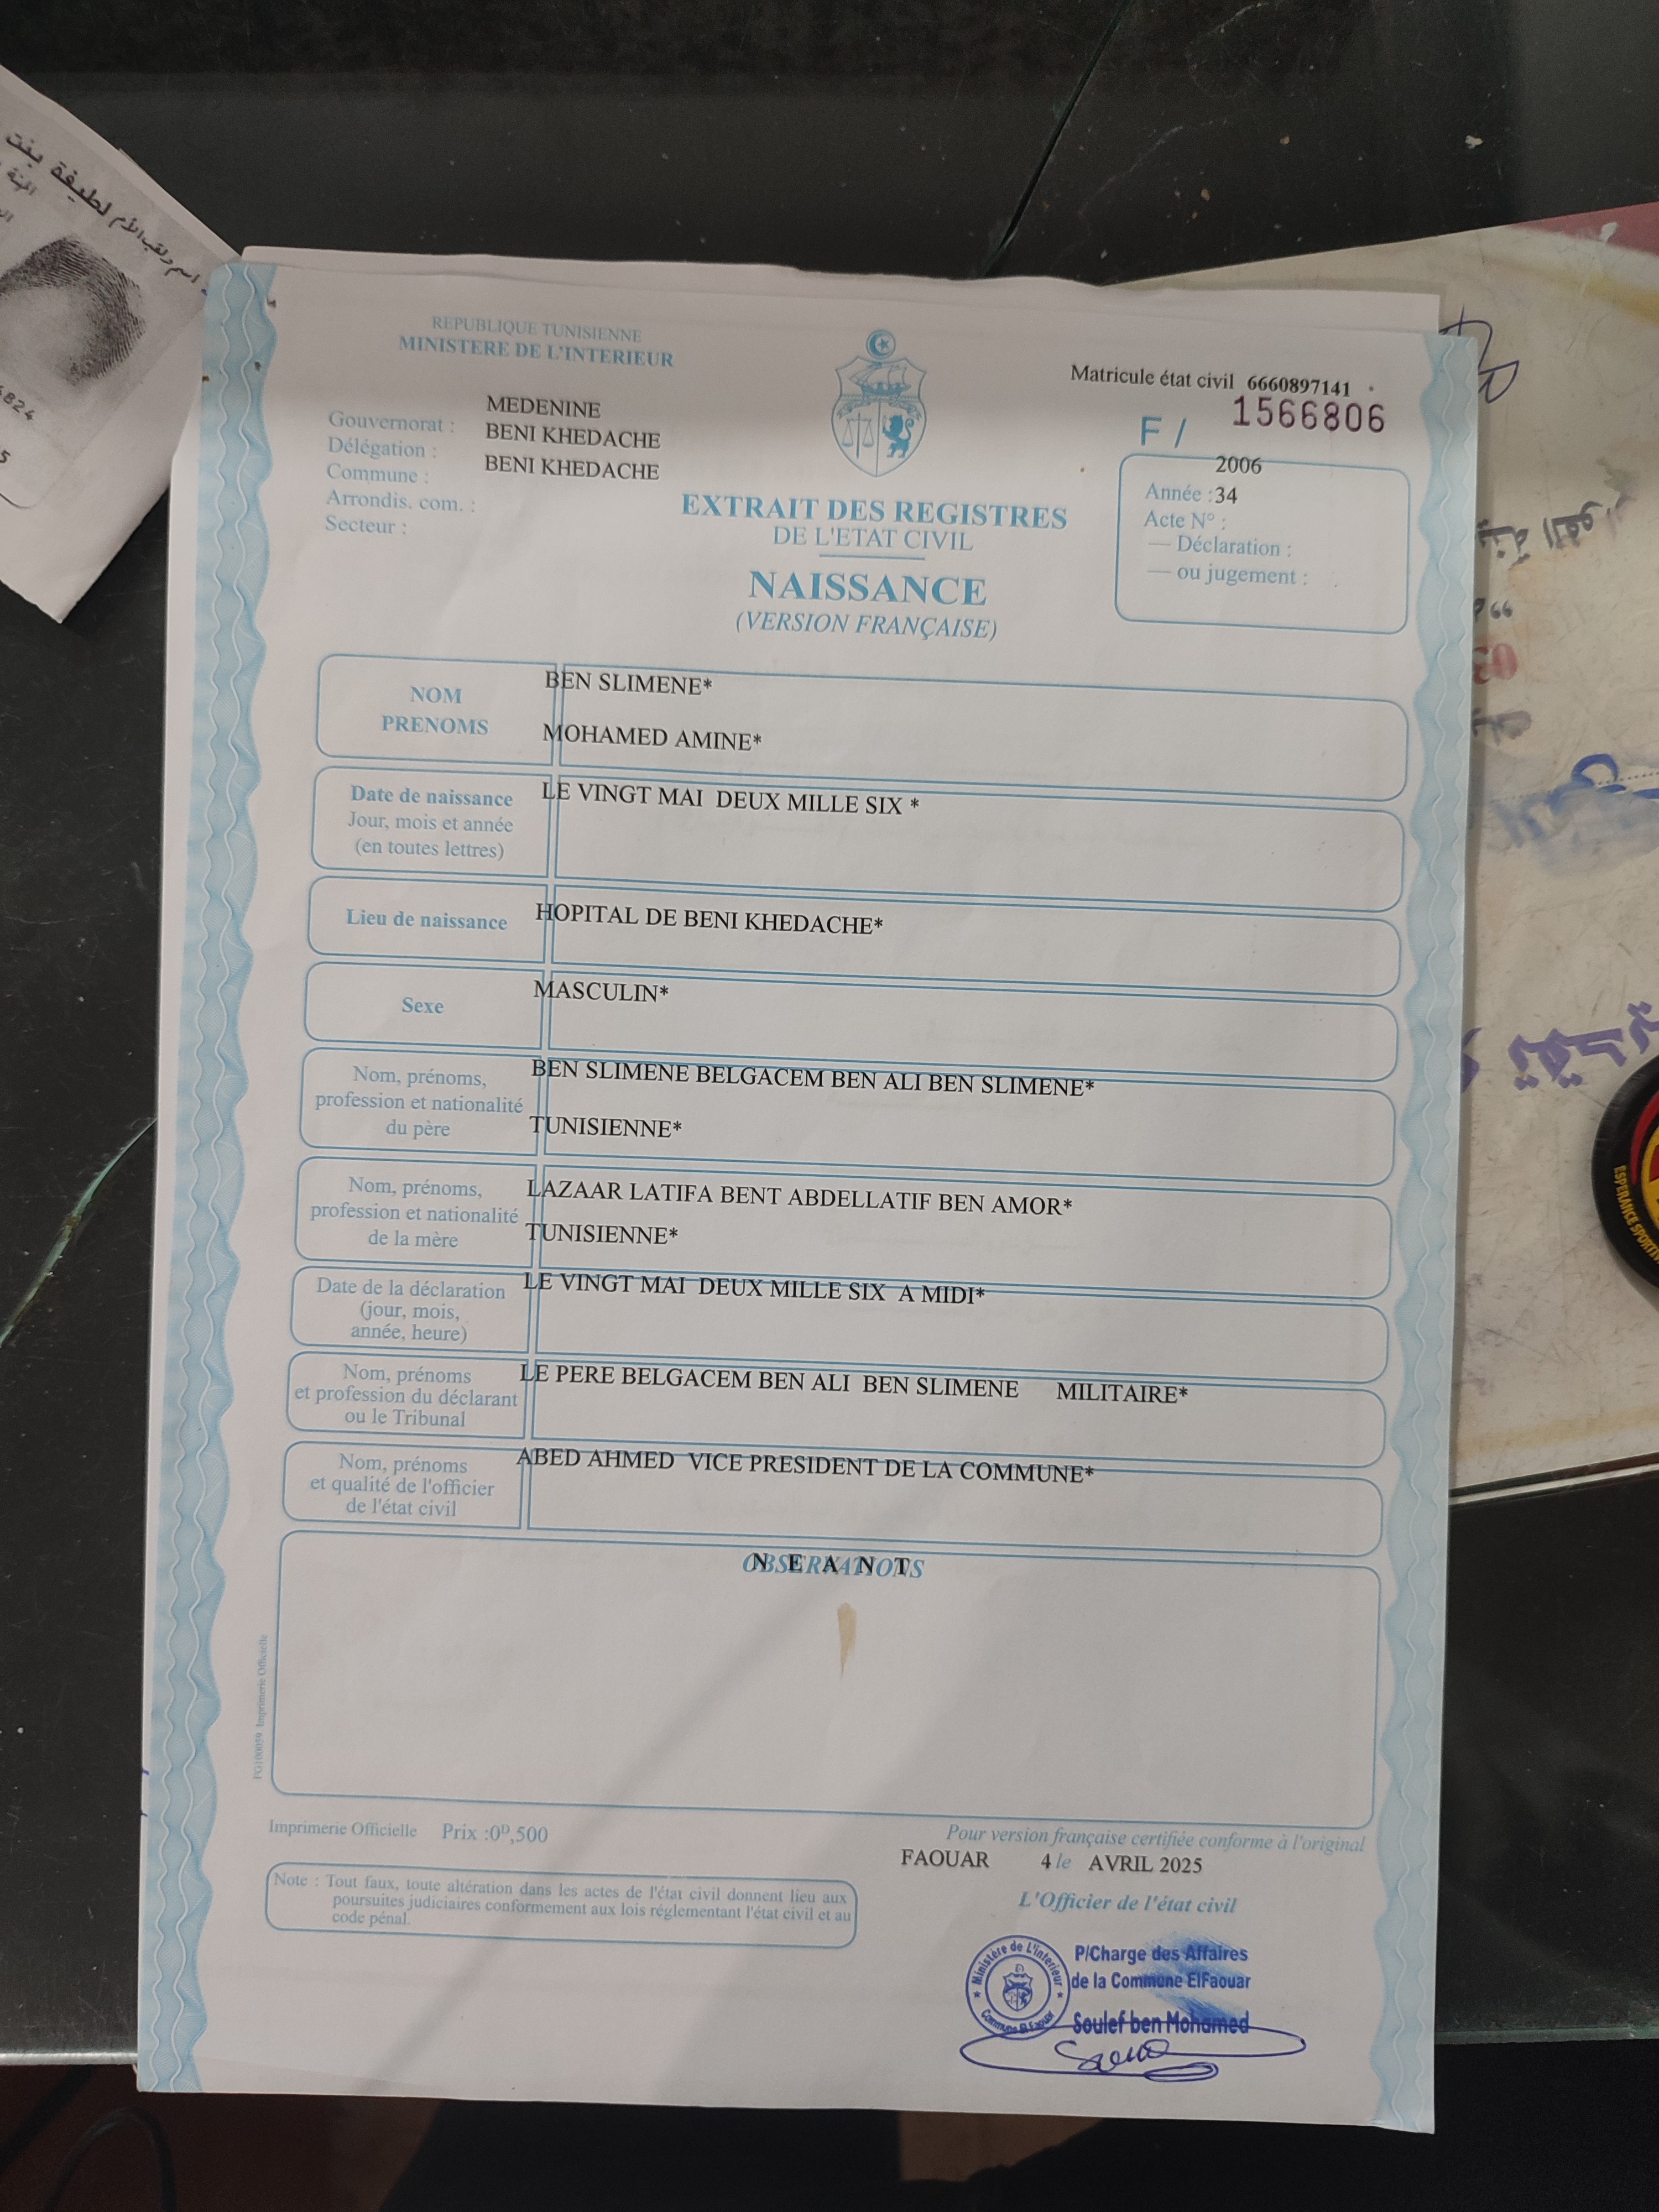 اسم ولقب الأم لطيفة بنت
REPUBLIQUE TUNISIENNE
MINISTERE DE L'INTERIEUR
Gouvernorat : MEDENINE
Délégation : BENI KHEDACHE
Commune : BENI KHEDACHE
Arrondis. com. :
Secteur :
Matricule état civil 6660897141
F / 1566806
2006
Année :34
Acte N° :
— Déclaration :
— ou jugement :
EXTRAIT DES REGISTRES
DE L'ETAT CIVIL
NAISSANCE
(VERSION FRANÇAISE)
NOM BEN SLIMENE*
PRENOMS MOHAMED AMINE*
Date de naissance LE VINGT MAI DEUX MILLE SIX *
Jour, mois et année
(en toutes lettres)
Lieu de naissance HOPITAL DE BENI KHEDACHE*
Sexe MASCULIN*
Nom, prénoms, BEN SLIMENE BELGACEM BEN ALI BEN SLIMENE*
profession et nationalité
du père TUNISIENNE*
Nom, prénoms, LAZAAR LATIFA BENT ABDELLATIF BEN AMOR*
profession et nationalité
de la mère TUNISIENNE*
Date de la déclaration LE VINGT MAI DEUX MILLE SIX A MIDI*
(jour, mois,
année, heure)
Nom, prénoms LE PERE BELGACEM BEN ALI BEN SLIMENE MILITAIRE*
et profession du déclarant
ou le Tribunal
Nom, prénoms ABED AHMED VICE PRESIDENT DE LA COMMUNE*
et qualité de l'officier
de l'état civil
OBSERVATIONS
N E A N T
FG100059 Imprimerie Officielle
Imprimerie Officielle Prix :0ᴰ,500
Note : Tout faux, toute altération dans les actes de l'état civil donnent lieu aux
poursuites judiciaires conformement aux lois réglementant l'état civil et au
code pénal.
Pour version française certifiée conforme à l'original
FAOUAR 4 le AVRIL 2025
L'Officier de l'état civil
Ministère de L'Interieur
Commune El Faouar
P/Charge des Affaires
de la Commune ElFaouar
Soulef ben Mohamed
ESPERANCE SPORTI